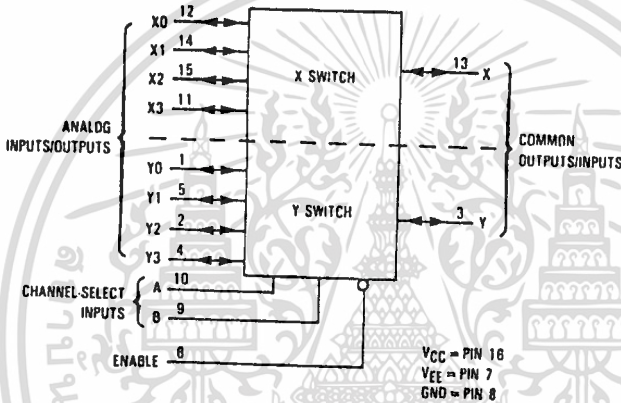 X0 12
X1 14
X2 15
X3 11
X SWITCH
13 X
ANALOG
INPUTS/OUTPUTS
COMMON
OUTPUTS/INPUTS
Y0 1
Y1 5
Y2 2
Y3 4
Y SWITCH
3 Y
CHANNEL-SELECT
INPUTS
A 10
B 9
ENABLE 6
VCC = PIN 16
VEE = PIN 7
GND = PIN 8